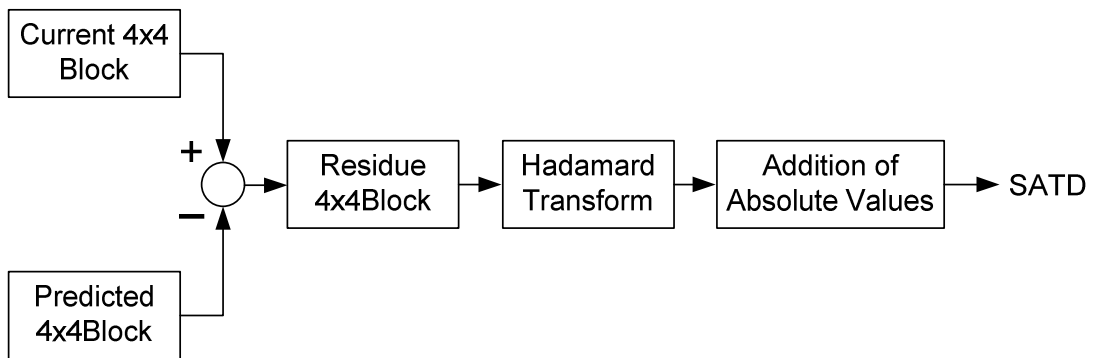 Current 4x4
Block
+
−
Residue
4x4Block
Hadamard
Transform
Addition of
Absolute Values
SATD
Predicted
4x4Block